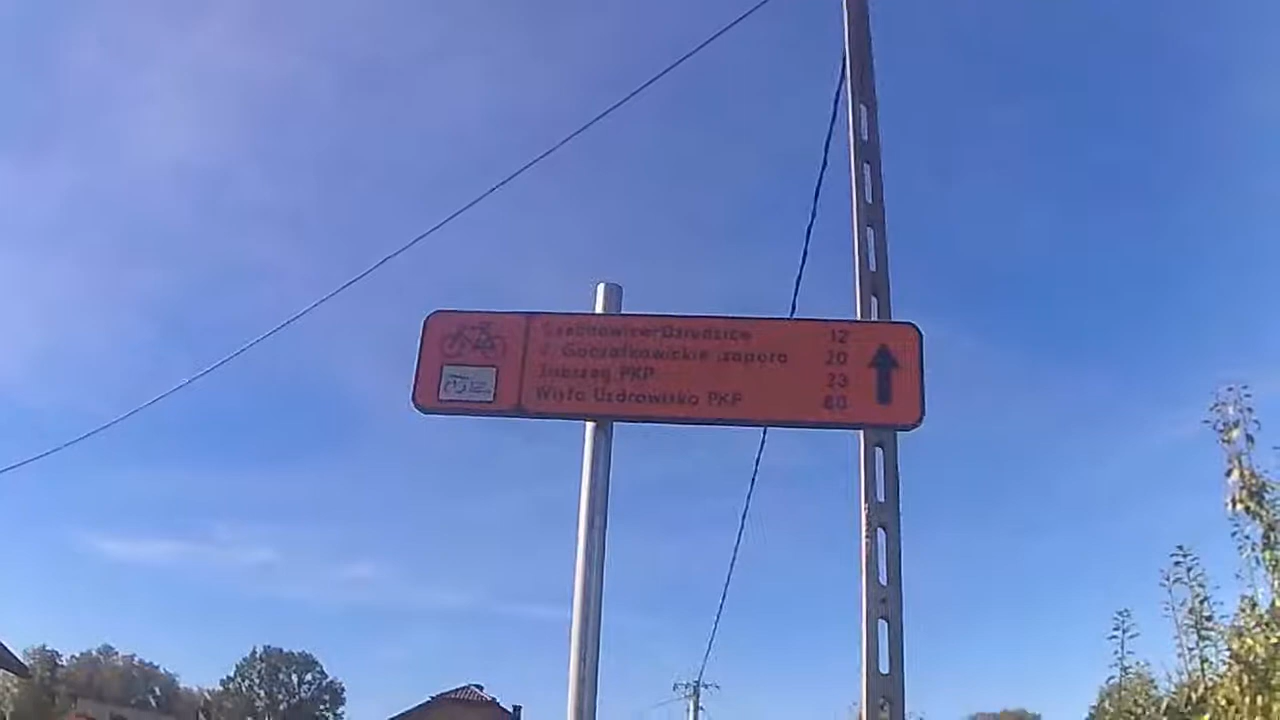 Czechowice-Dziedzice 12
J. Goczałkowickie zapora 20
Zabrzeg PKP 23
Wisła Uzdrowisko PKP 60